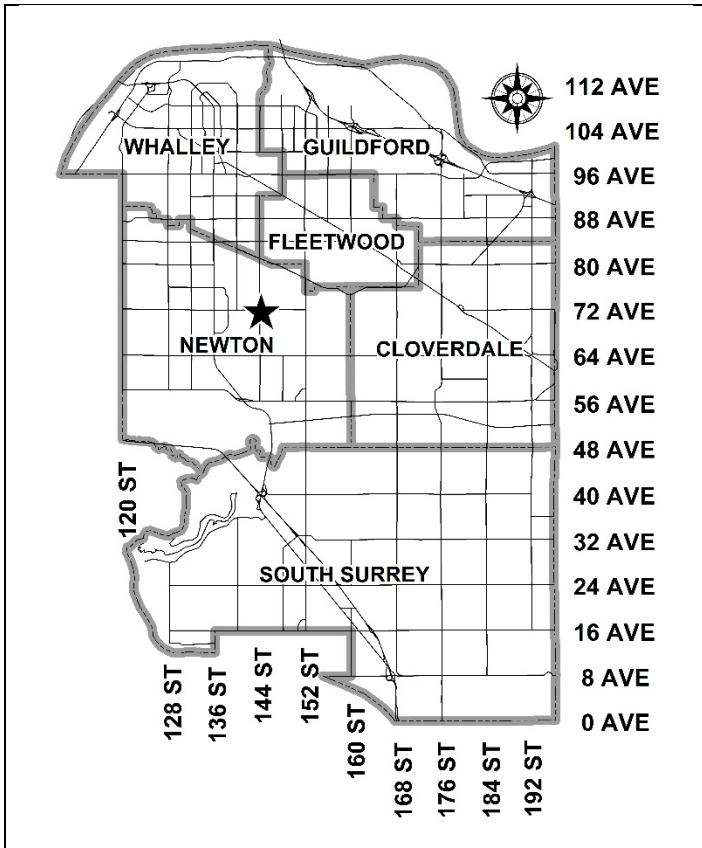 112 AVE
104 AVE
WHALLEY
GUILDFORD
96 AVE
88 AVE
FLEETWOOD
80 AVE
72 AVE
NEWTON
CLOVERDALE
64 AVE
56 AVE
48 AVE
120 ST
40 AVE
32 AVE
SOUTH SURREY
24 AVE
16 AVE
8 AVE
0 AVE
128 ST
136 ST
144 ST
152 ST
160 ST
168 ST
176 ST
184 ST
192 ST